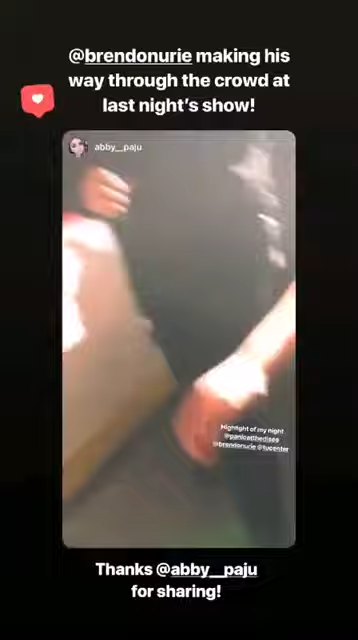 @brendonurie making his
way through the crowd at
last night's show!
abby__paju
Highlight of my night
@panicatthedisco
@brendonurie @tucenter
Thanks @abby__paju
for sharing!